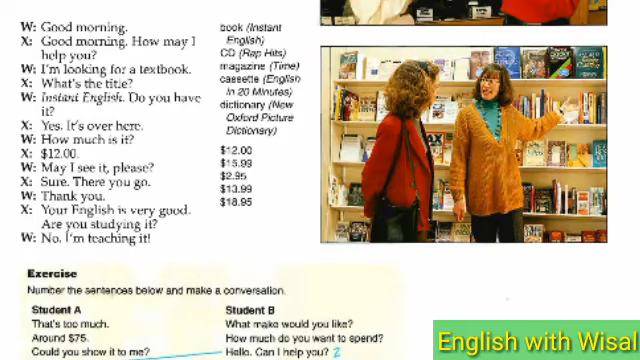 W: Good morning.
X: Good morning. How may I
help you?
W: I'm looking for a textbook.
X: What's the title?
W: Instant English. Do you have
it?
X: Yes. It's over here.
W: How much is it?
X: $12.00.
W: May I see it, please?
X: Sure. There you go.
W: Thank you.
X: Your English is very good.
Are you studying it?
W: No. I'm teaching it!
book (Instant
English)
CD (Rap Hits)
magazine (Time)
cassette (English
in 20 Minutes)
dictionary (New
Oxford Picture
Dictionary)
$12.00
$15.99
$2.95
$13.99
$18.95
Exercise
Number the sentences below and make a conversation.
Student A
That's too much.
Around $75.
Could you show it to me?
Student B
What make would you like?
How much do you want to spend?
Hello. Can I help you? 2
English with Wisal